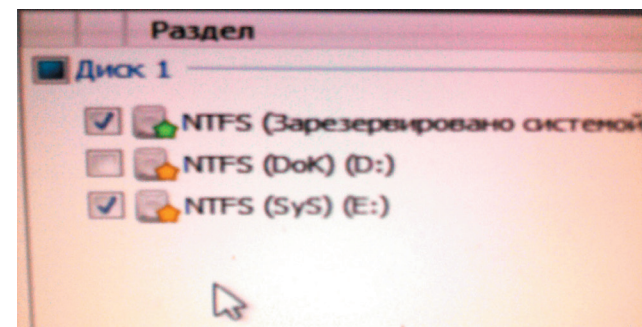 Раздел
Диск 1
NTFS (Зарезервировано системой
NTFS (DoK) (D:)
NTFS (SyS) (E:)